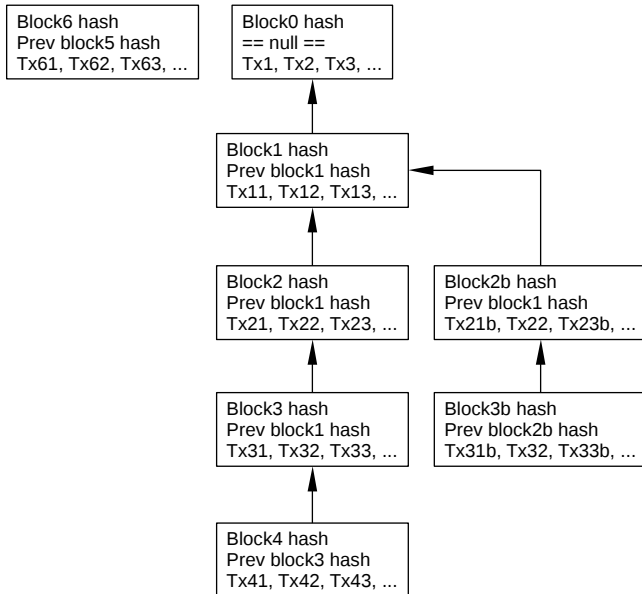 Block6 hash
Prev block5 hash
Tx61, Tx62, Tx63, ...
Block0 hash
== null ==
Tx1, Tx2, Tx3, ...
Block1 hash
Prev block1 hash
Tx11, Tx12, Tx13, ...
Block2 hash
Prev block1 hash
Tx21, Tx22, Tx23, ...
Block2b hash
Prev block1 hash
Tx21b, Tx22, Tx23b, ...
Block3 hash
Prev block1 hash
Tx31, Tx32, Tx33, ...
Block3b hash
Prev block2b hash
Tx31b, Tx32, Tx33b, ...
Block4 hash
Prev block3 hash
Tx41, Tx42, Tx43, ...